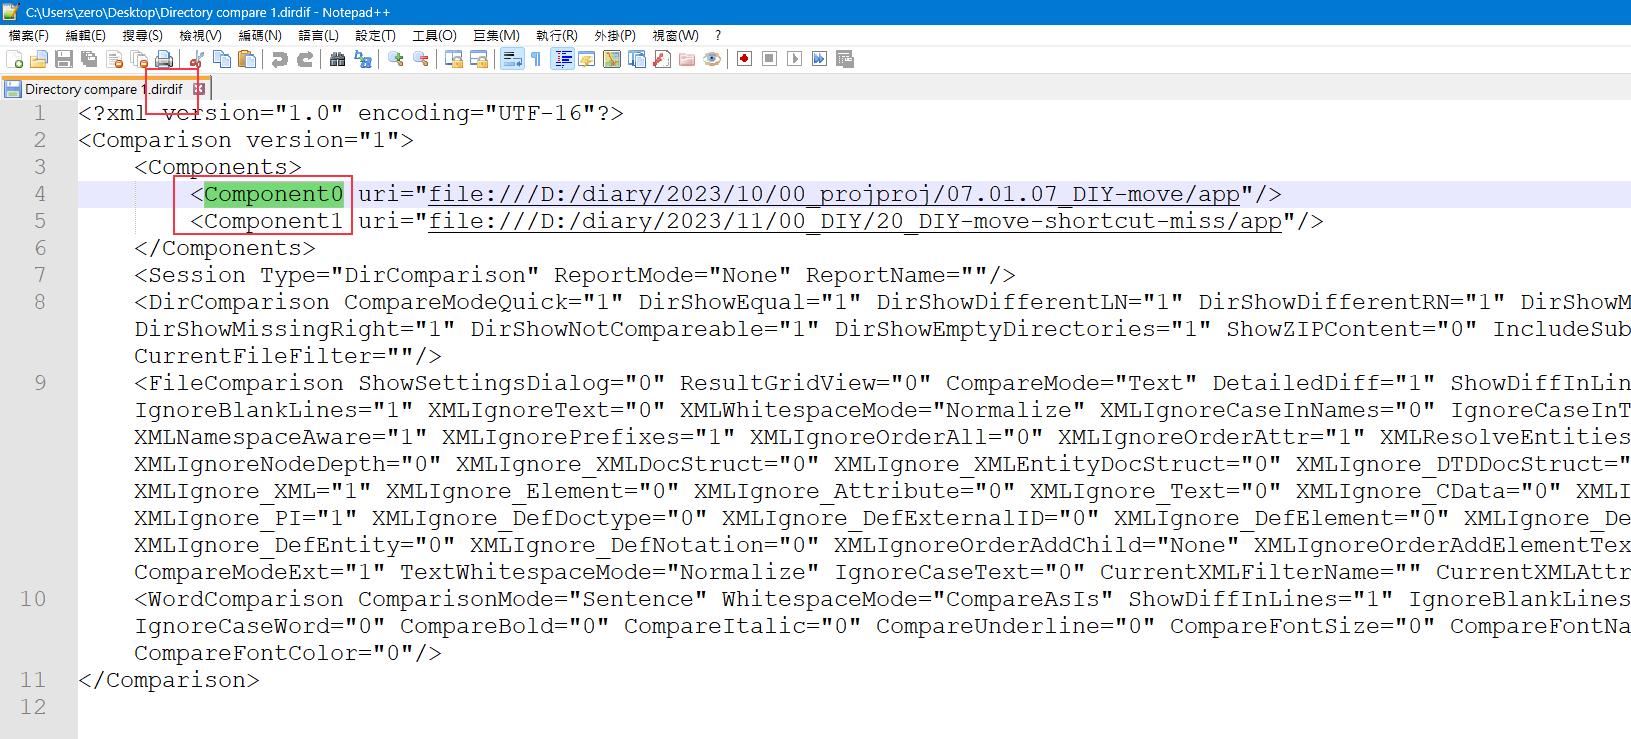 C:\Users\zero\Desktop\Directory compare 1.dirdif - Notepad++
檔案(F) 編輯(E) 搜尋(S) 檢視(V) 編碼(N) 語言(L) 設定(T) 工具(O) 巨集(M) 執行(R) 外掛(P) 視窗(W) ?
Directory compare 1.dirdif
1 <?xml version="1.0" encoding="UTF-16"?>
2 <Comparison version="1">
3 <Components>
4 <Component0 uri="file:///D:/diary/2023/10/00_projproj/07.01.07_DIY-move/app"/>
5 <Component1 uri="file:///D:/diary/2023/11/00_DIY/20_DIY-move-shortcut-miss/app"/>
6 </Components>
7 <Session Type="DirComparison" ReportMode="None" ReportName=""/>
8 <DirComparison CompareModeQuick="1" DirShowEqual="1" DirShowDifferentLN="1" DirShowDifferentRN="1" DirShowM
DirShowMissingRight="1" DirShowNotCompareable="1" DirShowEmptyDirectories="1" ShowZIPContent="0" IncludeSub
CurrentFileFilter=""/>
9 <FileComparison ShowSettingsDialog="0" ResultGridView="0" CompareMode="Text" DetailedDiff="1" ShowDiffInLin
IgnoreBlankLines="1" XMLIgnoreText="0" XMLWhitespaceMode="Normalize" XMLIgnoreCaseInNames="0" IgnoreCaseInT
XMLNamespaceAware="1" XMLIgnorePrefixes="1" XMLIgnoreOrderAll="0" XMLIgnoreOrderAttr="1" XMLResolveEntities
XMLIgnoreNodeDepth="0" XMLIgnore_XMLDocStruct="0" XMLIgnore_XMLEntityDocStruct="0" XMLIgnore_DTDDocStruct="
XMLIgnore_XML="1" XMLIgnore_Element="0" XMLIgnore_Attribute="0" XMLIgnore_Text="0" XMLIgnore_CData="0" XMLI
XMLIgnore_PI="1" XMLIgnore_DefDoctype="0" XMLIgnore_DefExternalID="0" XMLIgnore_DefElement="0" XMLIgnore_De
XMLIgnore_DefEntity="0" XMLIgnore_DefNotation="0" XMLIgnoreOrderAddChild="None" XMLIgnoreOrderAddElementTex
CompareModeExt="1" TextWhitespaceMode="Normalize" IgnoreCaseText="0" CurrentXMLFilterName="" CurrentXMLAttr
10 <WordComparison ComparisonMode="Sentence" WhitespaceMode="CompareAsIs" ShowDiffInLines="1" IgnoreBlankLines
IgnoreCaseWord="0" CompareBold="0" CompareItalic="0" CompareUnderline="0" CompareFontSize="0" CompareFontNa
CompareFontColor="0"/>
11 </Comparison>
12